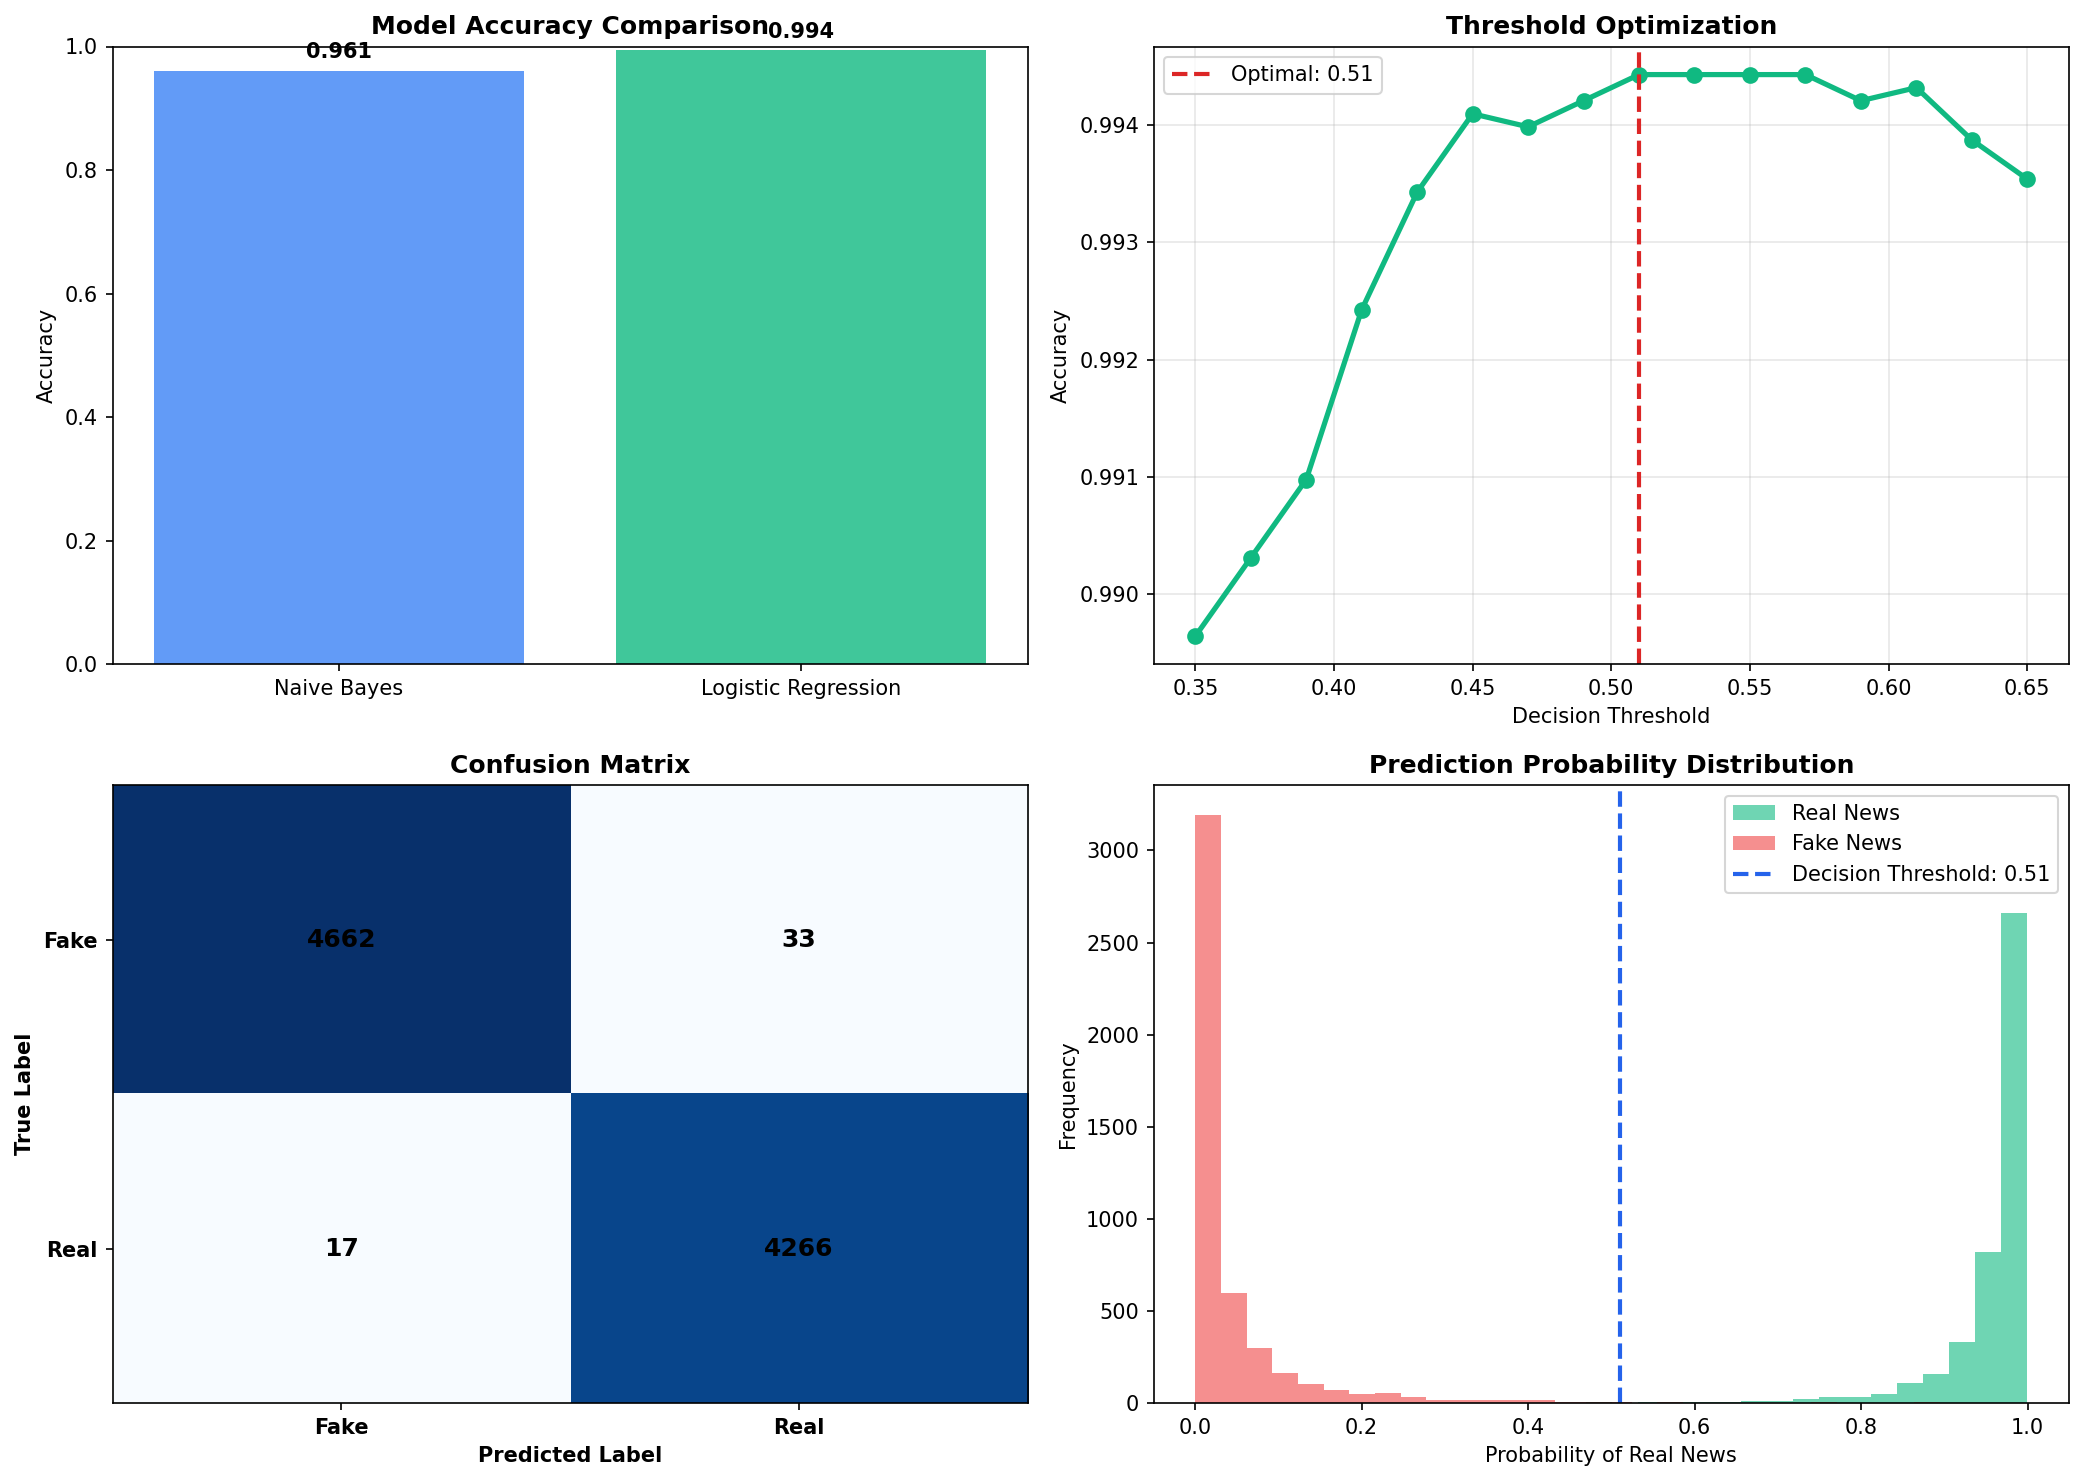 Model Accuracy Comparison
0.961
0.994
1.0
0.8
0.6
0.4
0.2
0.0
Accuracy
Naive Bayes
Logistic Regression
Threshold Optimization
Optimal: 0.51
0.994
0.993
0.992
0.991
0.990
Accuracy
0.35
0.40
0.45
0.50
0.55
0.60
0.65
Decision Threshold
Confusion Matrix
Fake
4662
33
Real
17
4266
True Label
Fake
Real
Predicted Label
Prediction Probability Distribution
Real News
Fake News
Decision Threshold: 0.51
3000
2500
2000
1500
1000
500
0
Frequency
0.0
0.2
0.4
0.6
0.8
1.0
Probability of Real News